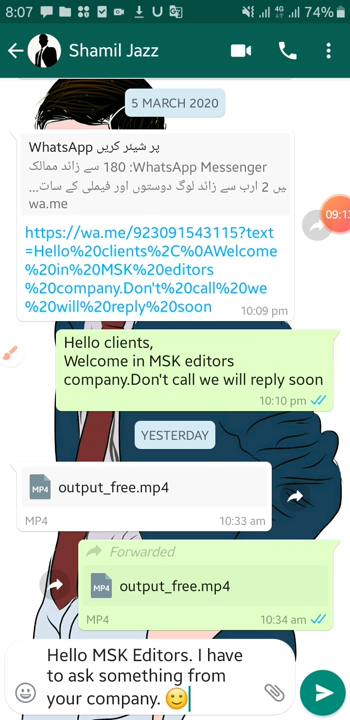 8:07 4G 74%
Shamil Jazz
5 MARCH 2020
WhatsApp پر شیئر کریں
WhatsApp Messenger: 180 سے زائد ممالک
میں 2 ارب سے زائد لوگ دوستوں اور فیملی کے سات...
wa.me
https://wa.me/923091543115?text
=Hello%20clients%2C%0AWelcome
%20in%20MSK%20editors
%20company.Don't%20call%20we
%20will%20reply%20soon
10:09 pm
09:13
Hello clients,
Welcome in MSK editors
company.Don't call we will reply soon
10:10 pm
YESTERDAY
MP4 output_free.mp4
MP4 10:33 am
Forwarded
MP4 output_free.mp4
MP4 10:34 am
Hello MSK Editors. I have
to ask something from
your company. 🙂